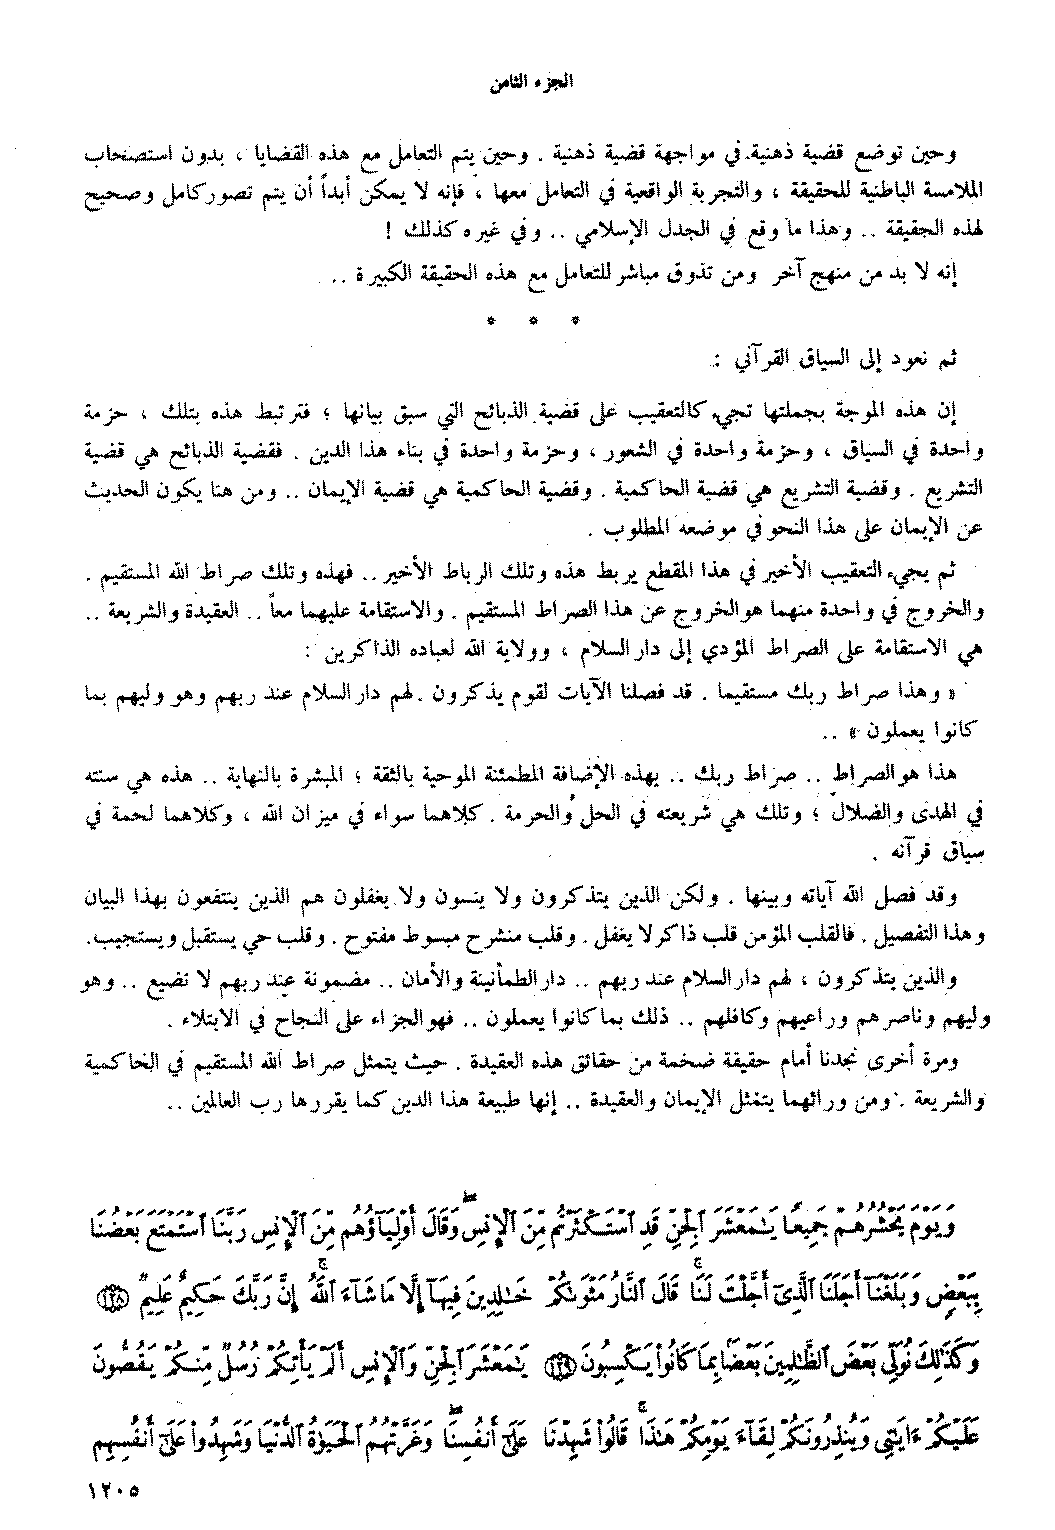 الجزء الثامن
وحين توضع قضية ذهنية في مواجهة قضية ذهنية . وحين يتم التعامل مع هذه القضايا ، بدون استصحاب
الملامسة الباطنية للحقيقة ، والتجربة الواقعية في التعامل معها ، فإنه لا يمكن أبداً أن يتم تصور كامل وصحيح
لهذه الحقيقة .. وهذا ما وقع في الجدل الإسلامي .. وفي غيره كذلك !
إنه لا بد من منهج آخر ومن تذوق مباشر للتعامل مع هذه الحقيقة الكبيرة ..
* * *
ثم نعود إلى السياق القرآني :
إن هذه الموجة بجملتها تجيء كالتعقيب على قضية الذبائح التي سبق بيانها ؛ فترتبط هذه بتلك ، حزمة
واحدة في السياق ، وحزمة واحدة في الشعور ، وحزمة واحدة في بناء هذا الدين . فقضية الذبائح هي قضية
التشريع . وقضية التشريع هي قضية الحاكمية . وقضية الحاكمية هي قضية الإيمان .. ومن هنا يكون الحديث
عن الإيمان على هذا النحو في موضعه المطلوب .
ثم يجيء التعقيب الأخير في هذا المقطع يربط هذه وتلك الرباط الأخير .. فهذه وتلك صراط الله المستقيم .
والخروج في واحدة منهما هو الخروج عن هذا الصراط المستقيم . والاستقامة عليهما معاً .. العقيدة والشريعة ..
هي الاستقامة على الصراط المؤدي إلى دار السلام ، وولاية الله لعباده الذاكرين :
« وهذا صراط ربك مستقيما . قد فصلنا الآيات لقوم يذكرون . لهم دار السلام عند ربهم وهو وليهم بما
كانوا يعملون » ..
هذا هو الصراط .. صراط ربك .. بهذه الإضافة المطمئنة الموحية بالثقة ؛ المبشرة بالنهاية .. هذه هي سنته
في الهدى والضلال ؛ وتلك هي شريعته في الحل والحرمة . كلاهما سواء في ميزان الله ، وكلاهما لحمة في
سياق قرآنه .
وقد فصل الله آياته وبينها . ولكن الذين يتذكرون ولا ينسون ولا يغفلون هم الذين ينتفعون بهذا البيان
وهذا التفصيل . فالقلب المؤمن قلب ذاكر لا يغفل . وقلب منشرح مبسوط مفتوح . وقلب حي يستقبل ويستجيب.
والذين يتذكرون ، لهم دار السلام عند ربهم .. دار الطمأنينة والأمان .. مضمونة عند ربهم لا تضيع .. وهو
وليهم وناصرهم وراعيهم وكافلهم .. ذلك بما كانوا يعملون .. فهو الجزاء على النجاح في الابتلاء .
ومرة أخرى نجدنا أمام حقيقة ضخمة من حقائق هذه العقيدة . حيث يتمثل صراط الله المستقيم في الحاكمية
والشريعة . ومن ورائهما يتمثل الإيمان والعقيدة .. إنها طبيعة هذا الدين كما يقررها رب العالمين ..
وَيَوْمَ يَحْشُرُهُمْ جَمِيعًا يَٰمَعْشَرَ ٱلْجِنِّ قَدِ ٱسْتَكْثَرْتُم مِّنَ ٱلْإِنسِ ۖ وَقَالَ أَوْلِيَآؤُهُم مِّنَ ٱلْإِنسِ رَبَّنَا ٱسْتَمْتَعَ بَعْضُنَا
بِبَعْضٍ وَبَلَغْنَآ أَجَلَنَا ٱلَّذِىٓ أَجَّلْتَ لَنَا ۚ قَالَ ٱلنَّارُ مَثْوَىٰكُمْ خَٰلِدِينَ فِيهَآ إِلَّا مَا شَآءَ ٱللَّهُ ۚ إِنَّ رَبَّكَ حَكِيمٌ عَلِيمٌ ١٢٨
وَكَذَٰلِكَ نُوَلِّى بَعْضَ ٱلظَّٰلِمِينَ بَعْضًۢا بِمَا كَانُوا۟ يَكْسِبُونَ ١٢٩ يَٰمَعْشَرَ ٱلْجِنِّ وَٱلْإِنسِ أَلَمْ يَأْتِكُمْ رُسُلٌ مِّنكُمْ يَقُصُّونَ
عَلَيْكُمْ ءَايَٰتِى وَيُنذِرُونَكُمْ لِقَآءَ يَوْمِكُمْ هَٰذَا ۚ قَالُوا۟ شَهِدْنَا عَلَىٰٓ أَنفُسِنَا ۖ وَغَرَّتْهُمُ ٱلْحَيَوٰةُ ٱلدُّنْيَا وَشَهِدُوا۟ عَلَىٰٓ أَنفُسِهِمْ
١٢٠٥